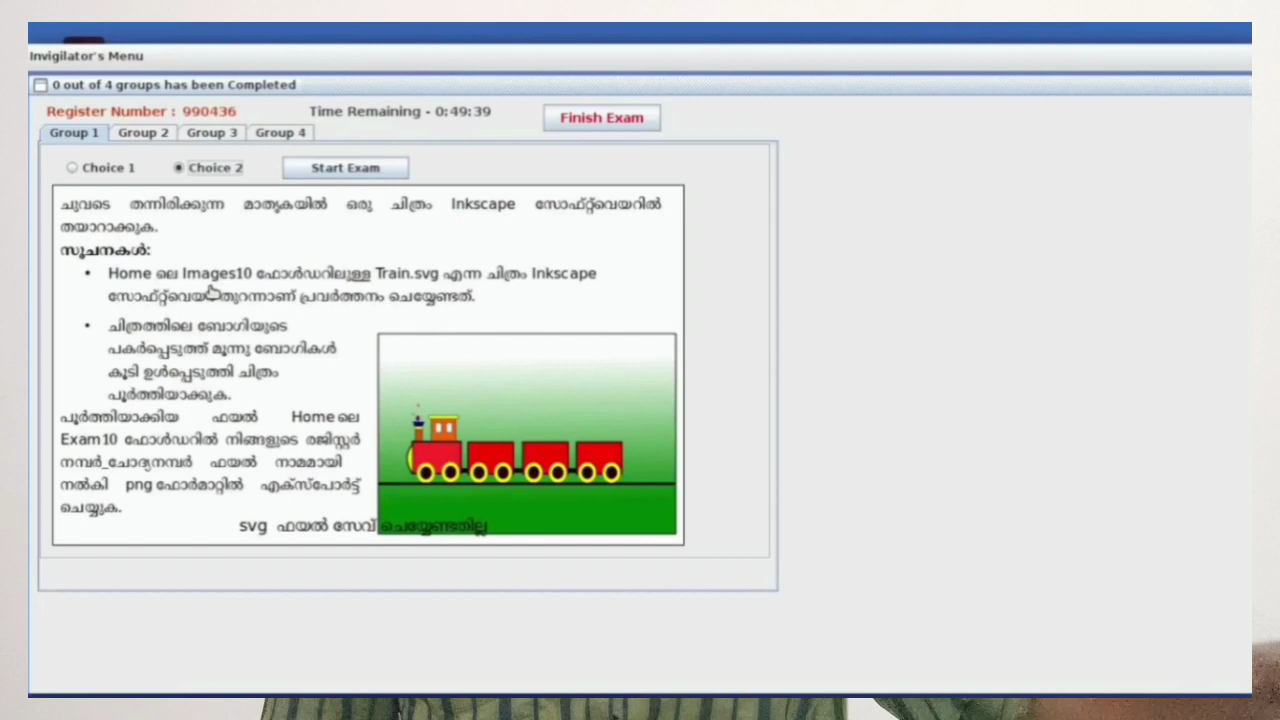 Invigilator's Menu
0 out of 4 groups has been Completed
Register Number : 990436 Time Remaining - 0:49:39 Finish Exam
Group 1 Group 2 Group 3 Group 4
Choice 1 Choice 2 Start Exam
ചുവടെ തന്നിരിക്കുന്ന മാതൃകയിൽ ഒരു ചിത്രം Inkscape സോഫ്റ്റ്‌വെയറിൽ
തയാറാക്കുക.
സൂചനകൾ:
• Home ലെ Images10 ഫോൾഡറിലുള്ള Train.svg എന്ന ചിത്രം Inkscape
സോഫ്റ്റ്‌വെയ തുറന്നാണ് പ്രവർത്തനം ചെയ്യേണ്ടത്.
• ചിത്രത്തിലെ ബോഗിയുടെ
പകർപ്പെടുത്ത് മൂന്നു ബോഗികൾ
കൂടി ഉൾപ്പെടുത്തി ചിത്രം
പൂർത്തിയാക്കുക.
പൂർത്തിയാക്കിയ ഫയൽ Home ലെ
Exam10 ഫോൾഡറിൽ നിങ്ങളുടെ രജിസ്റ്റർ
നമ്പർ_ചോദ്യനമ്പർ ഫയൽ നാമമായി
നൽകി png ഫോർമാറ്റിൽ എക്സ്പോർട്ട്
ചെയ്യുക.
svg ഫയൽ സേവ് ചെയ്യേണ്ടതില്ല